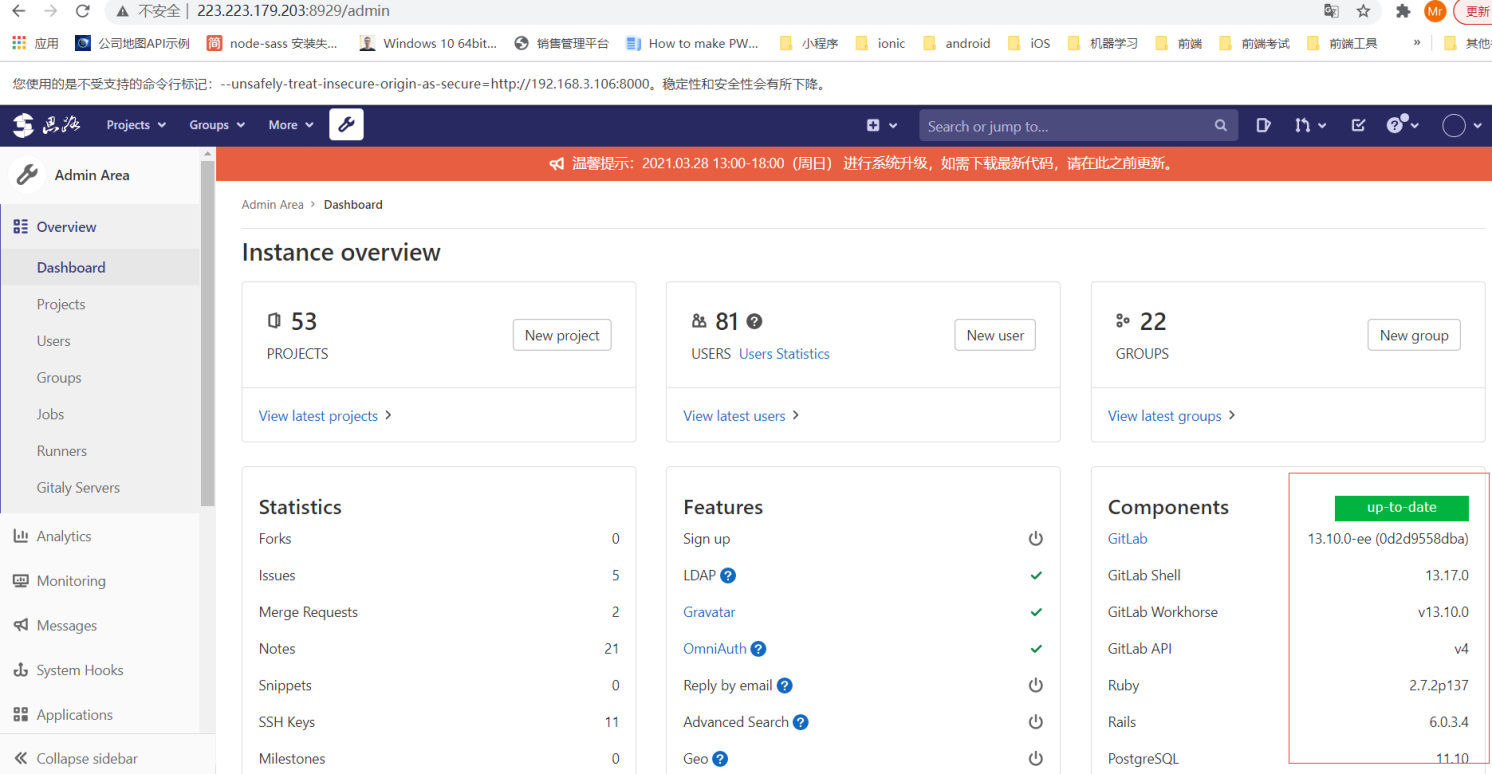 不安全 223.223.179.203:8929/admin Mr 更新
应用 公司地图API示例 简 node-sass 安装失... Windows 10 64bit... 销售管理平台 How to make PW... 小程序 ionic android iOS 机器学习 前端 前端考试 前端工具 » 其他
您使用的是不受支持的命令行标记：--unsafely-treat-insecure-origin-as-secure=http://192.168.3.106:8000。稳定性和安全性会有所下降。
Projects Groups More Search or jump to...
Admin Area
温馨提示：2021.03.28 13:00-18:00（周日） 进行系统升级，如需下载最新代码，请在此之前更新。
Admin Area > Dashboard
Overview
Dashboard
Projects
Users
Groups
Jobs
Runners
Gitaly Servers
Analytics
Monitoring
Messages
System Hooks
Applications
Collapse sidebar
Instance overview
53
PROJECTS
New project
View latest projects
81
USERS Users Statistics
New user
View latest users
22
GROUPS
New group
View latest groups
Statistics
Forks 0
Issues 5
Merge Requests 2
Notes 21
Snippets 0
SSH Keys 11
Milestones 0
Features
Sign up
LDAP
Gravatar
OmniAuth
Reply by email
Advanced Search
Geo
Components up-to-date
GitLab 13.10.0-ee (0d2d9558dba)
GitLab Shell 13.17.0
GitLab Workhorse v13.10.0
GitLab API v4
Ruby 2.7.2p137
Rails 6.0.3.4
PostgreSQL 11.10